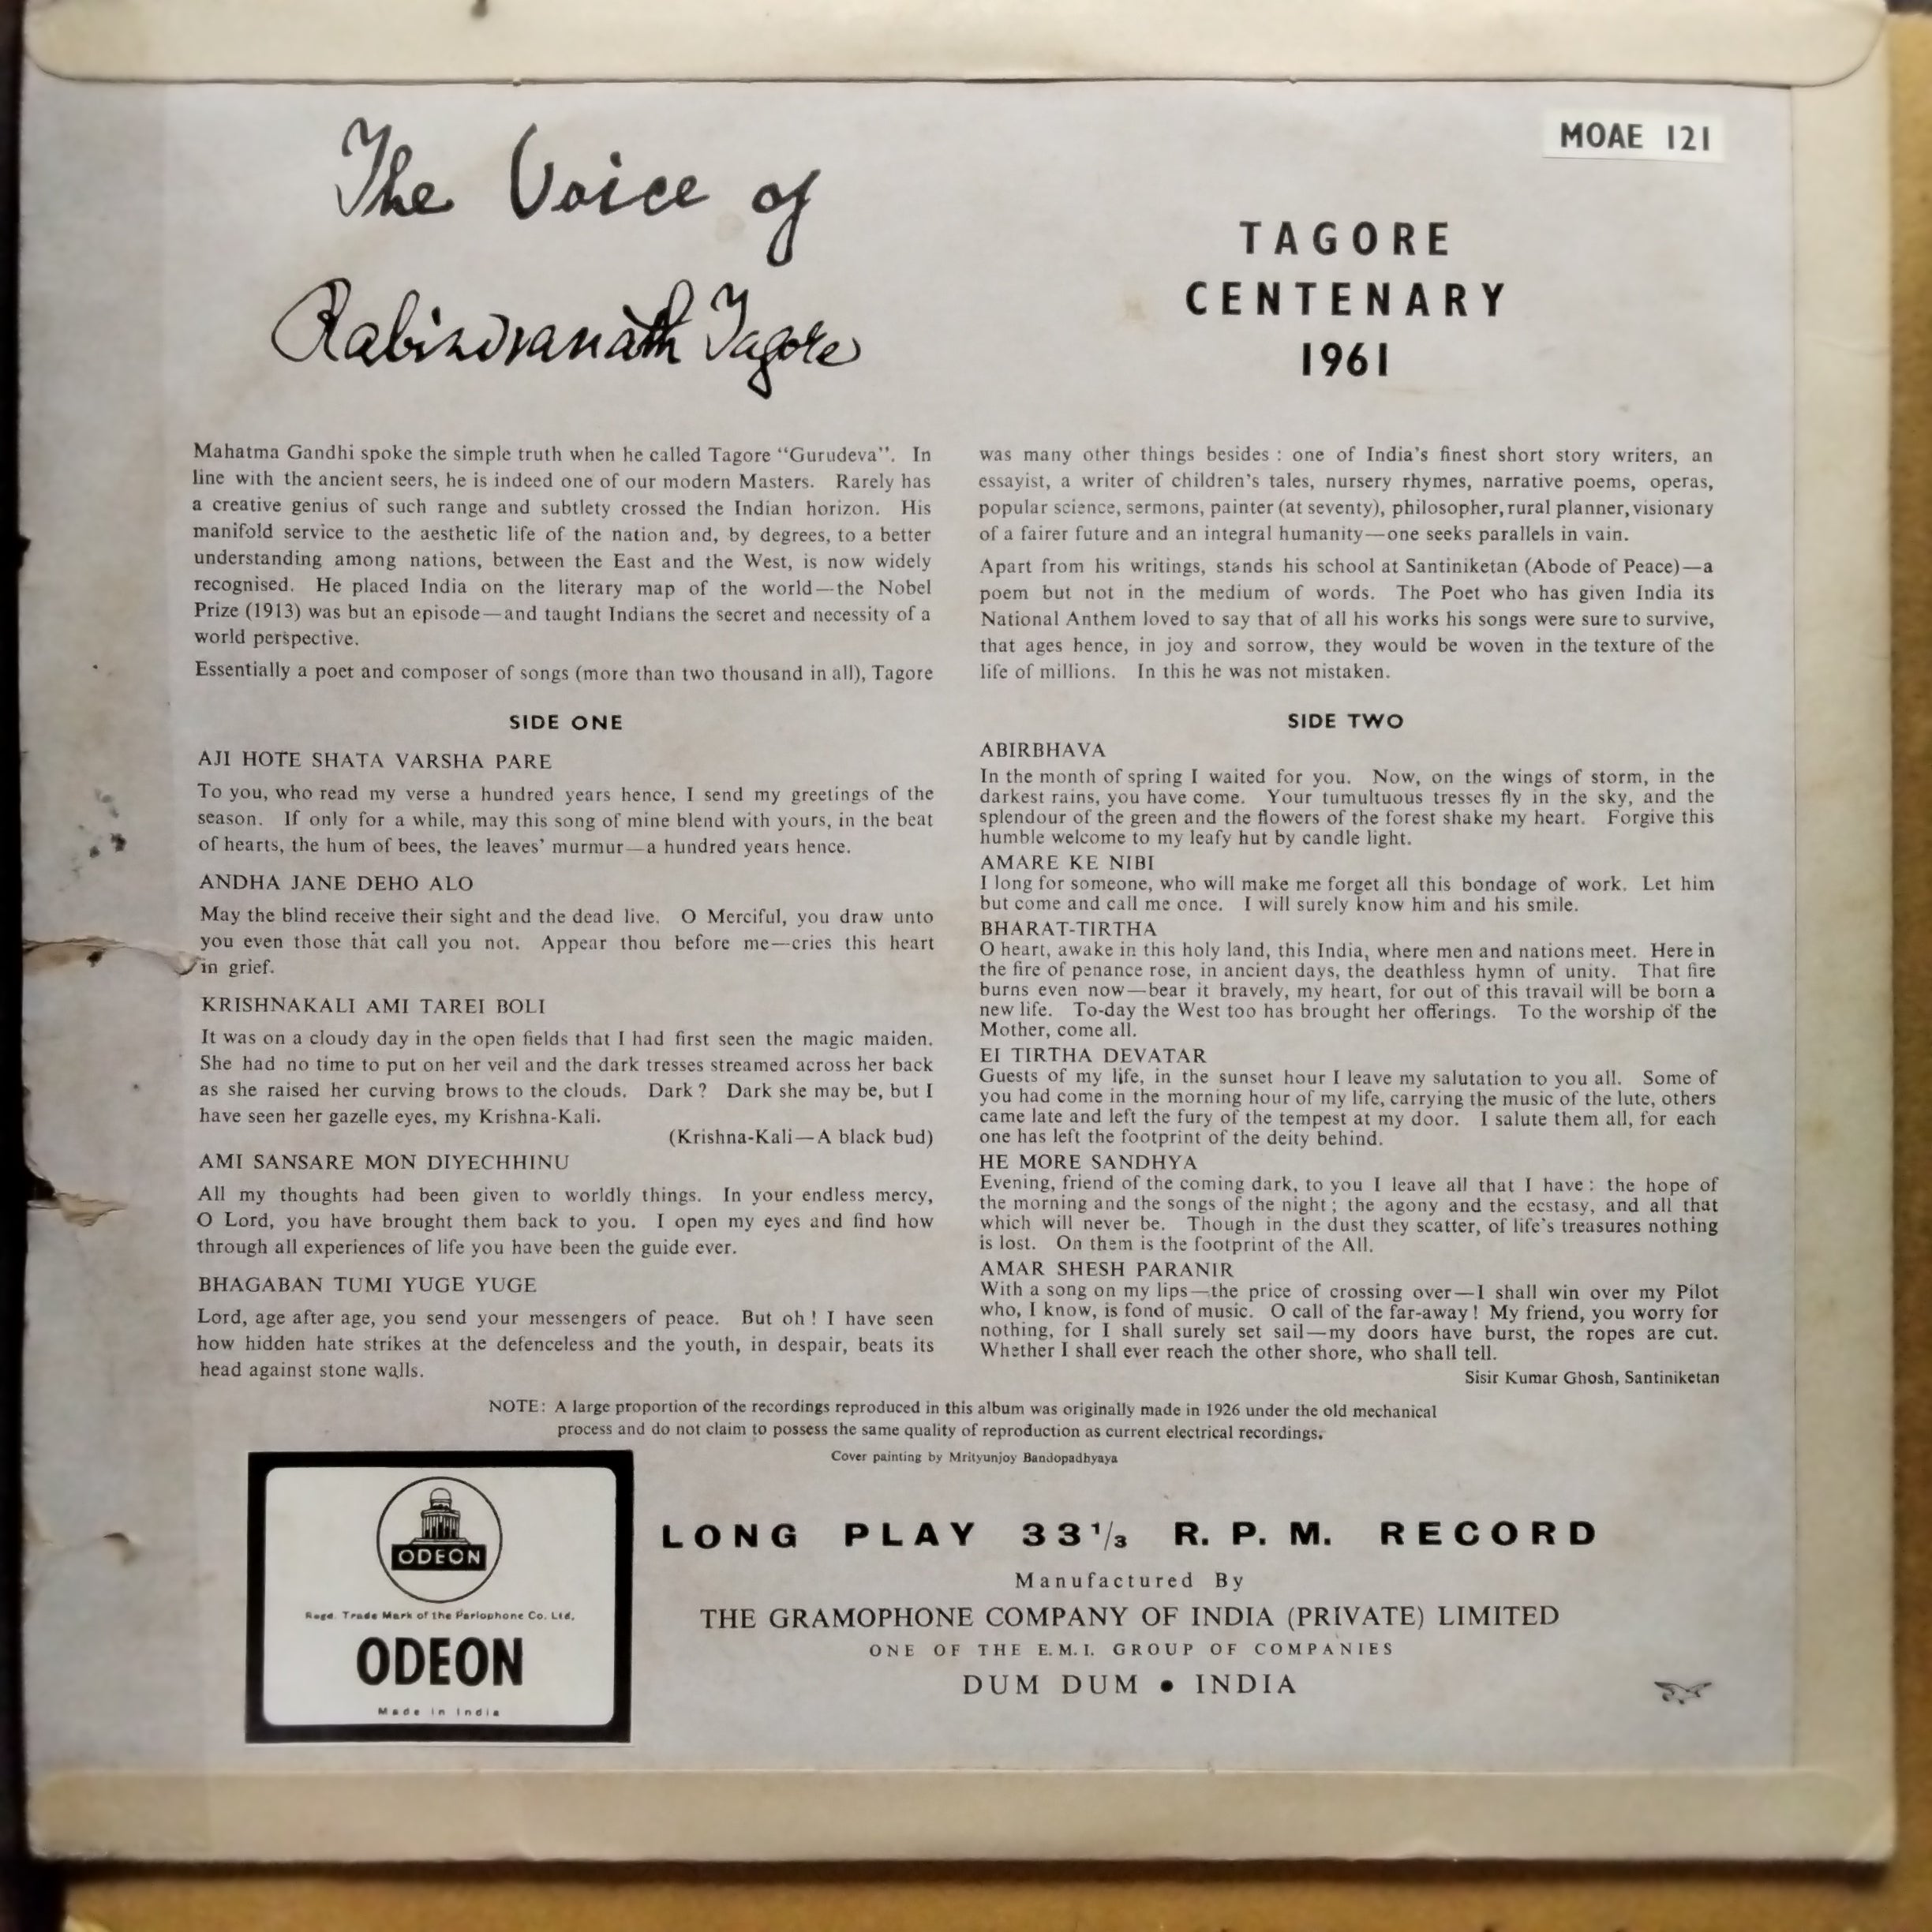 MOAE 121
The Voice of
Rabindranath Tagore
TAGORE
CENTENARY
1961
Mahatma Gandhi spoke the simple truth when he called Tagore “Gurudeva”. In
line with the ancient seers, he is indeed one of our modern Masters. Rarely has
a creative genius of such range and subtlety crossed the Indian horizon. His
manifold service to the aesthetic life of the nation and, by degrees, to a better
understanding among nations, between the East and the West, is now widely
recognised. He placed India on the literary map of the world—the Nobel
Prize (1913) was but an episode—and taught Indians the secret and necessity of a
world perspective.
Essentially a poet and composer of songs (more than two thousand in all), Tagore
was many other things besides : one of India’s finest short story writers, an
essayist, a writer of children’s tales, nursery rhymes, narrative poems, operas,
popular science, sermons, painter (at seventy), philosopher, rural planner, visionary
of a fairer future and an integral humanity—one seeks parallels in vain.
Apart from his writings, stands his school at Santiniketan (Abode of Peace)—a
poem but not in the medium of words. The Poet who has given India its
National Anthem loved to say that of all his works his songs were sure to survive,
that ages hence, in joy and sorrow, they would be woven in the texture of the
life of millions. In this he was not mistaken.
SIDE ONE
AJI HOTE SHATA VARSHA PARE
To you, who read my verse a hundred years hence, I send my greetings of the
season. If only for a while, may this song of mine blend with yours, in the beat
of hearts, the hum of bees, the leaves’ murmur—a hundred years hence.
ANDHA JANE DEHO ALO
May the blind receive their sight and the dead live. O Merciful, you draw unto
you even those that call you not. Appear thou before me—cries this heart
in grief.
KRISHNAKALI AMI TAREI BOLI
It was on a cloudy day in the open fields that I had first seen the magic maiden.
She had no time to put on her veil and the dark tresses streamed across her back
as she raised her curving brows to the clouds. Dark ? Dark she may be, but I
have seen her gazelle eyes, my Krishna-Kali.
(Krishna-Kali—A black bud)
AMI SANSARE MON DIYECHHINU
All my thoughts had been given to worldly things. In your endless mercy,
O Lord, you have brought them back to you. I open my eyes and find how
through all experiences of life you have been the guide ever.
BHAGABAN TUMI YUGE YUGE
Lord, age after age, you send your messengers of peace. But oh ! I have seen
how hidden hate strikes at the defenceless and the youth, in despair, beats its
head against stone walls.
SIDE TWO
ABIRBHAVA
In the month of spring I waited for you. Now, on the wings of storm, in the
darkest rains, you have come. Your tumultuous tresses fly in the sky, and the
splendour of the green and the flowers of the forest shake my heart. Forgive this
humble welcome to my leafy hut by candle light.
AMARE KE NIBI
I long for someone, who will make me forget all this bondage of work. Let him
but come and call me once. I will surely know him and his smile.
BHARAT-TIRTHA
O heart, awake in this holy land, this India, where men and nations meet. Here in
the fire of penance rose, in ancient days, the deathless hymn of unity. That fire
burns even now—bear it bravely, my heart, for out of this travail will be born a
new life. To-day the West too has brought her offerings. To the worship of the
Mother, come all.
EI TIRTHA DEVATAR
Guests of my life, in the sunset hour I leave my salutation to you all. Some of
you had come in the morning hour of my life, carrying the music of the lute, others
came late and left the fury of the tempest at my door. I salute them all, for each
one has left the footprint of the deity behind.
HE MORE SANDHYA
Evening, friend of the coming dark, to you I leave all that I have : the hope of
the morning and the songs of the night ; the agony and the ecstasy, and all that
which will never be. Though in the dust they scatter, of life’s treasures nothing
is lost. On them is the footprint of the All.
AMAR SHESH PARANIR
With a song on my lips—the price of crossing over—I shall win over my Pilot
who, I know, is fond of music. O call of the far-away ! My friend, you worry for
nothing, for I shall surely set sail—my doors have burst, the ropes are cut.
Whether I shall ever reach the other shore, who shall tell.
Sisir Kumar Ghosh, Santiniketan
NOTE: A large proportion of the recordings reproduced in this album was originally made in 1926 under the old mechanical
process and do not claim to possess the same quality of reproduction as current electrical recordings.
Cover painting by Mrityunjoy Bandopadhyaya
ODEON
Regd. Trade Mark of the Parlophone Co. Ltd.
ODEON
Made in India
LONG PLAY 33 1/3 R. P. M. RECORD
Manufactured By
THE GRAMOPHONE COMPANY OF INDIA (PRIVATE) LIMITED
ONE OF THE E.M.I. GROUP OF COMPANIES
DUM DUM • INDIA